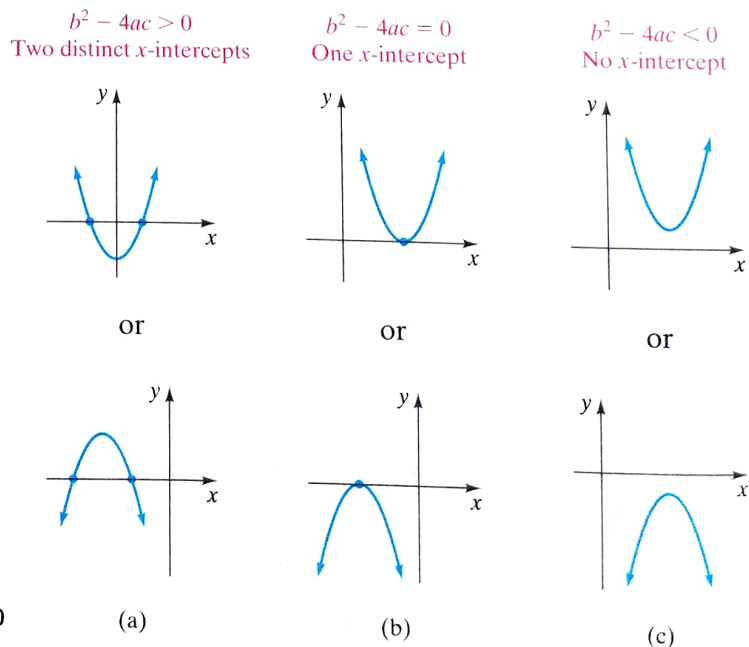 b² − 4ac > 0
Two distinct x-intercepts
b² − 4ac = 0
One x-intercept
b² − 4ac < 0
No x-intercept
y
x
y
x
y
x
or
or
or
y
x
y
x
y
x
(a)
(b)
(c)